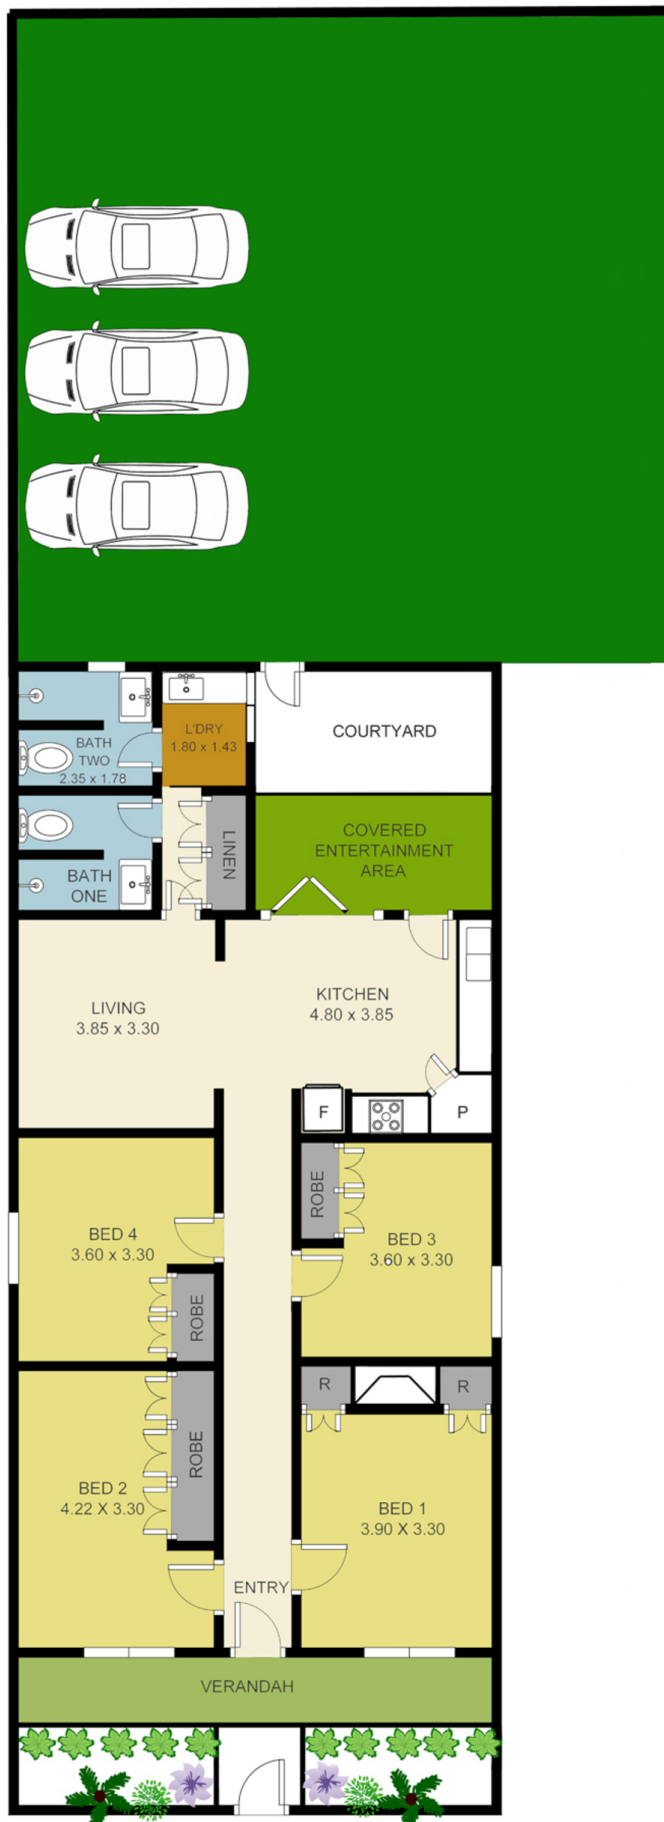 L'DRY
1.80 x 1.43
BATH
TWO
2.35 x 1.78
COURTYARD
LINEN
COVERED
ENTERTAINMENT
AREA
BATH
ONE
LIVING
3.85 x 3.30
KITCHEN
4.80 x 3.85
F
P
ROBE
BED 4
3.60 x 3.30
BED 3
3.60 x 3.30
ROBE
R
R
ROBE
BED 2
4.22 X 3.30
BED 1
3.90 X 3.30
ENTRY
VERANDAH